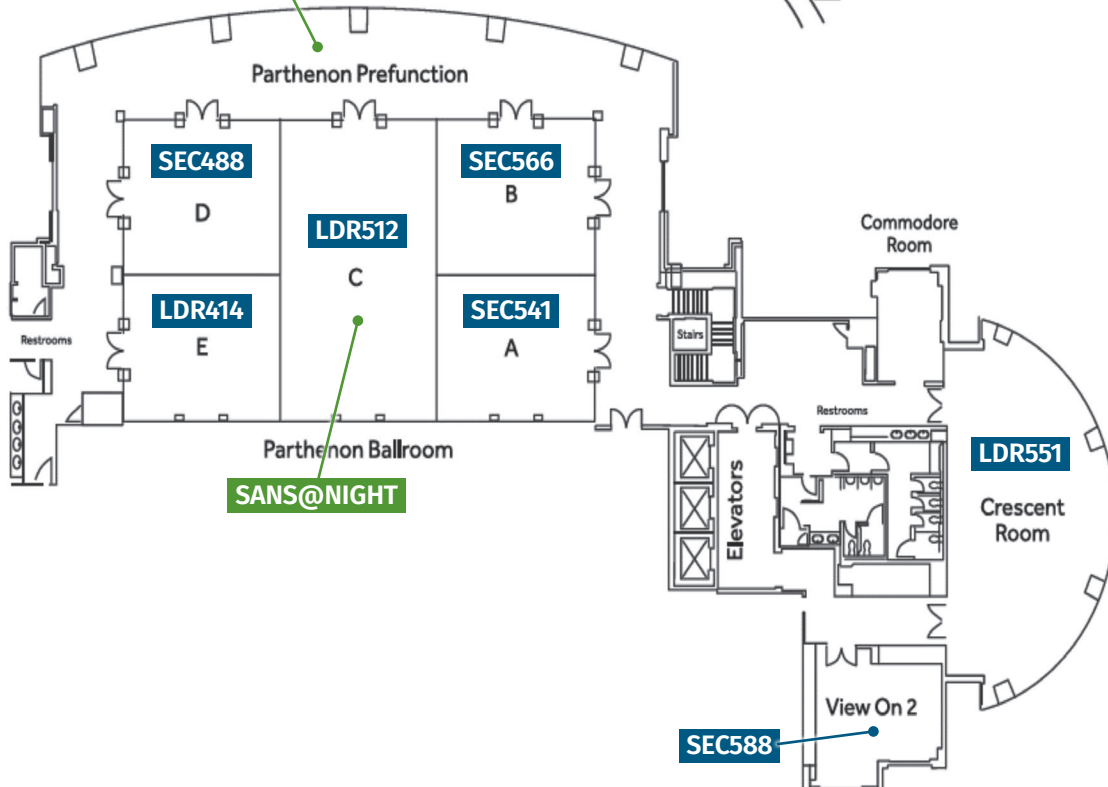 Parthenon Prefunction
SEC488
D
LDR512
C
SEC566
B
LDR414
E
SEC541
A
Restrooms
Parthenon Ballroom
SANS@NIGHT
Stairs
Commodore
Room
Restrooms
Elevators
LDR551
Crescent
Room
View On 2
SEC588